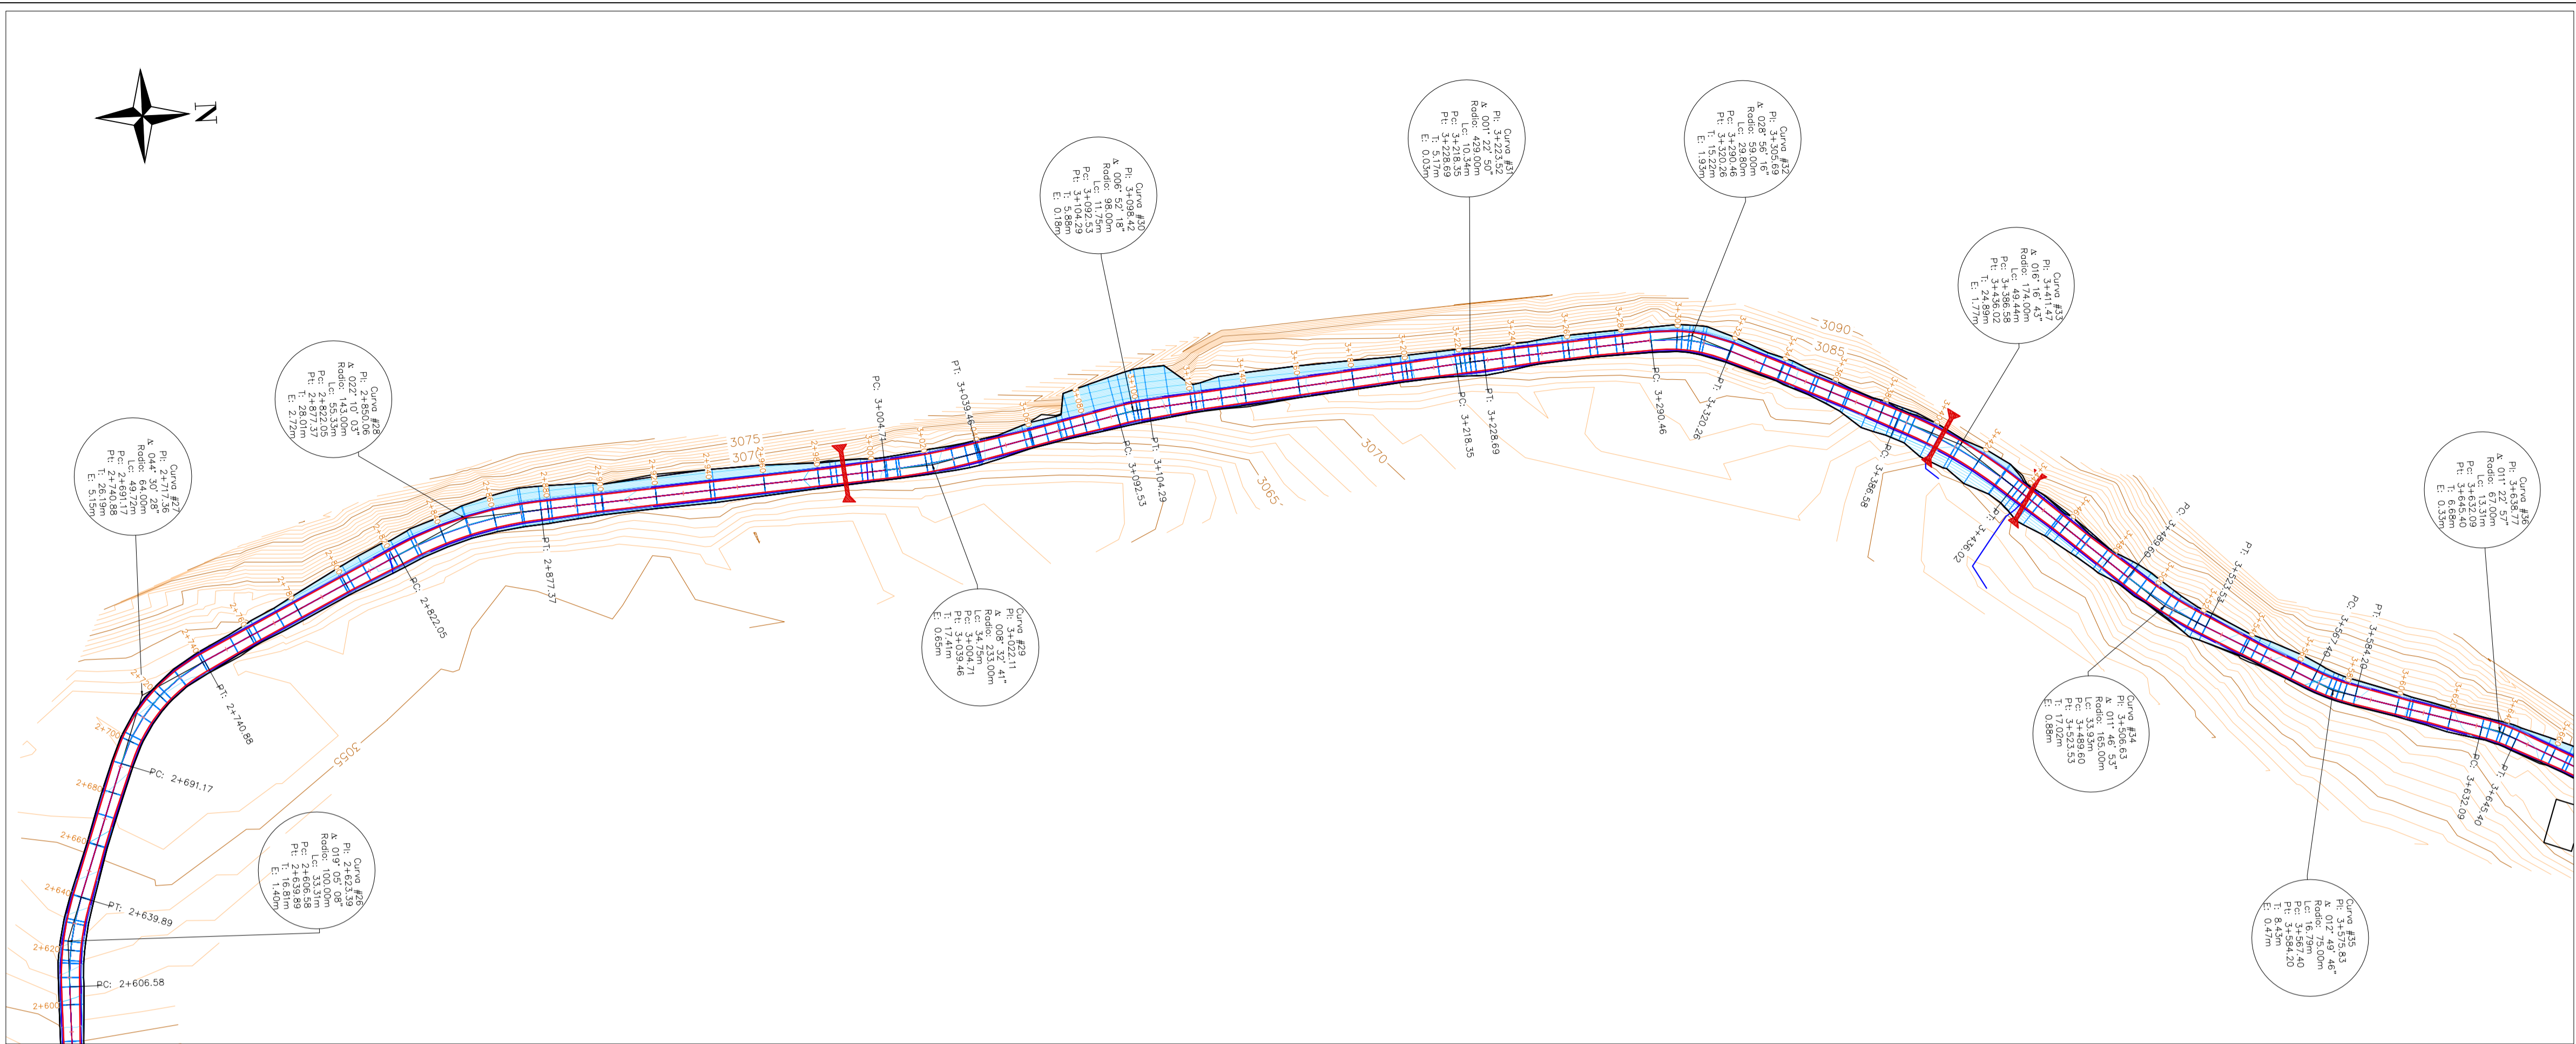 N
Curva #26
PI: 2+623.39
Δ: 019° 05' 08"
Radio: 100.00m
Lc: 33.31m
Pc: 2+606.58
Pt: 2+639.89
T: 16.81m
E: 1.40m
Curva #27
PI: 2+717.36
Δ: 044° 30' 28"
Radio: 64.00m
Lc: 49.72m
Pc: 2+691.17
Pt: 2+740.88
T: 26.19m
E: 5.15m
Curva #28
PI: 2+850.06
Δ: 022° 10' 03"
Radio: 143.00m
Lc: 55.33m
Pc: 2+822.05
Pt: 2+877.37
T: 28.01m
E: 2.72m
Curva #29
PI: 3+022.11
Δ: 008° 32' 41"
Radio: 233.00m
Lc: 34.75m
Pc: 3+004.71
Pt: 3+039.46
T: 17.41m
E: 0.65m
Curva #30
PI: 3+098.42
Δ: 006° 52' 18"
Radio: 98.00m
Lc: 11.75m
Pc: 3+092.53
Pt: 3+104.29
T: 5.88m
E: 0.18m
Curva #31
PI: 3+223.52
Δ: 001° 22' 50"
Radio: 429.00m
Lc: 10.34m
Pc: 3+218.35
Pt: 3+228.69
T: 5.17m
E: 0.03m
Curva #32
PI: 3+305.69
Δ: 028° 56' 16"
Radio: 59.00m
Lc: 29.80m
Pc: 3+290.46
Pt: 3+320.26
T: 15.22m
E: 1.93m
Curva #33
PI: 3+411.47
Δ: 016° 16' 43"
Radio: 174.00m
Lc: 49.44m
Pc: 3+386.58
Pt: 3+436.02
T: 24.89m
E: 1.77m
Curva #34
PI: 3+506.63
Δ: 011° 46' 53"
Radio: 165.00m
Lc: 33.93m
Pc: 3+489.60
Pt: 3+523.53
T: 17.02m
E: 0.88m
Curva #35
PI: 3+575.83
Δ: 012° 49' 46"
Radio: 75.00m
Lc: 16.79m
Pc: 3+567.40
Pt: 3+584.20
T: 8.43m
E: 0.47m
Curva #36
PI: 3+638.77
Δ: 011° 22' 57"
Radio: 67.00m
Lc: 13.31m
Pc: 3+632.09
Pt: 3+645.40
T: 6.68m
E: 0.33m
PC: 2+606.58
PT: 2+639.89
PC: 2+691.17
PT: 2+740.88
PC: 2+822.05
PT: 2+877.37
PC: 3+004.71
PT: 3+039.46
PC: 3+092.53
PT: 3+104.29
PC: 3+218.35
PT: 3+228.69
PC: 3+290.46
PT: 3+320.26
PC: 3+386.58
PT: 3+436.02
PC: 3+489.60
PT: 3+523.53
PC: 3+567.40
PT: 3+584.20
PC: 3+632.09
PT: 3+645.40
2+600
2+620
2+640
2+660
2+680
2+700
2+720
2+740
3055
3075
3070
3065
3070
3085
3090